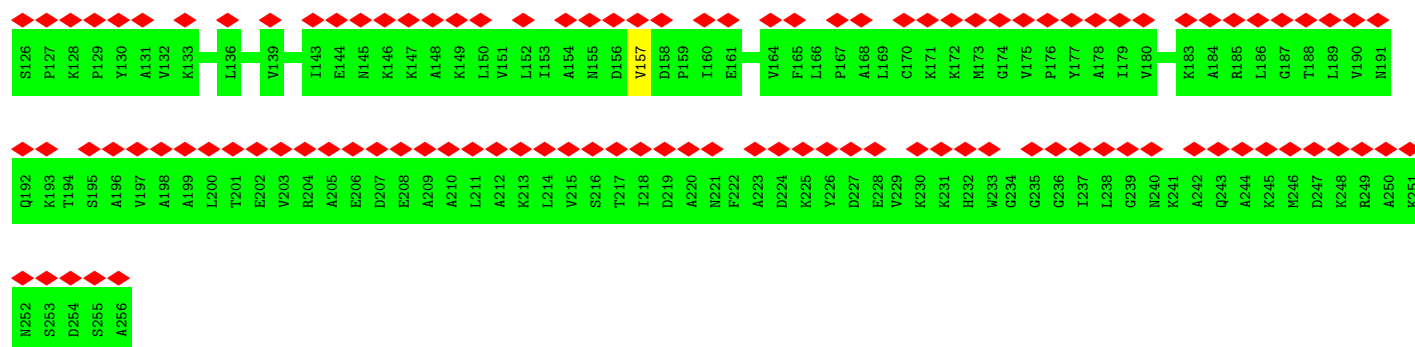 S126 P127 K128 P129 Y130 A131 V132 K133 L136 V139 I143 E144 N145 K146 K147 A148 K149 L150 V151 L152 I153 A154 N155 D156 V157 D158 P159 I160 E161 V164 F165 L166 P167 A168 L169 C170 K171 K172 M173 G174 V175 P176 Y177 A178 I179 V180 K183 A184 R185 L186 G187 T188 L189 V190 N191
Q192 K193 T194 S195 A196 V197 A198 A199 L200 T201 E202 V203 R204 A205 E206 D207 E208 A209 A210 L211 A212 K213 L214 V215 S216 T217 I218 D219 A220 N221 F222 A223 D224 K225 Y226 D227 E228 V229 K230 K231 H232 W233 G234 G235 G236 I237 L238 G239 N240 K241 A242 Q243 A244 K245 M246 D247 K248 R249 A250 K251
N252 S253 D254 S255 A256